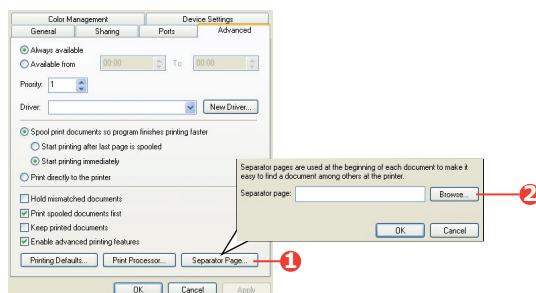 Color Management Device Settings
General Sharing Ports Advanced
Always available
Available from 00:00 To 00:00
Priority: 1
Driver: New Driver...
Spool print documents so program finishes printing faster
Start printing after last page is spooled
Start printing immediately
Print directly to the printer
Hold mismatched documents
Print spooled documents first
Keep printed documents
Enable advanced printing features
Printing Defaults... Print Processor... Separator Page... 1
OK Cancel Apply
Separator pages are used at the beginning of each document to make it
easy to find a document among others at the printer.
Separator page: Browse... 2
OK Cancel